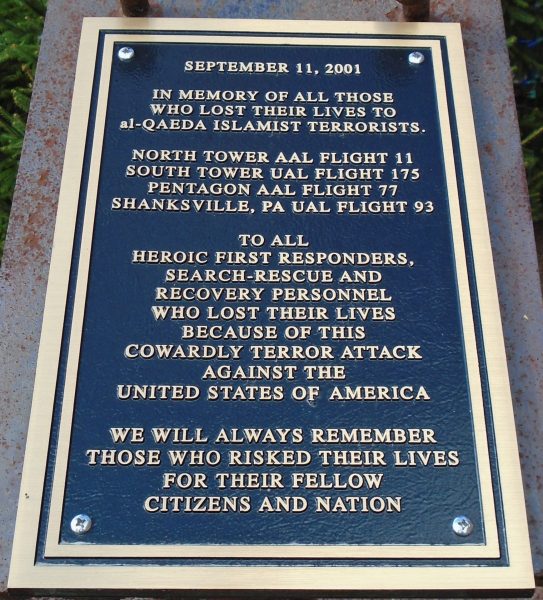 SEPTEMBER 11, 2001
IN MEMORY OF ALL THOSE
WHO LOST THEIR LIVES TO
al-QAEDA ISLAMIST TERRORISTS.
NORTH TOWER AAL FLIGHT 11
SOUTH TOWER UAL FLIGHT 175
PENTAGON AAL FLIGHT 77
SHANKSVILLE, PA UAL FLIGHT 93
TO ALL
HEROIC FIRST RESPONDERS,
SEARCH-RESCUE AND
RECOVERY PERSONNEL
WHO LOST THEIR LIVES
BECAUSE OF THIS
COWARDLY TERROR ATTACK
AGAINST THE
UNITED STATES OF AMERICA
WE WILL ALWAYS REMEMBER
THOSE WHO RISKED THEIR LIVES
FOR THEIR FELLOW
CITIZENS AND NATION